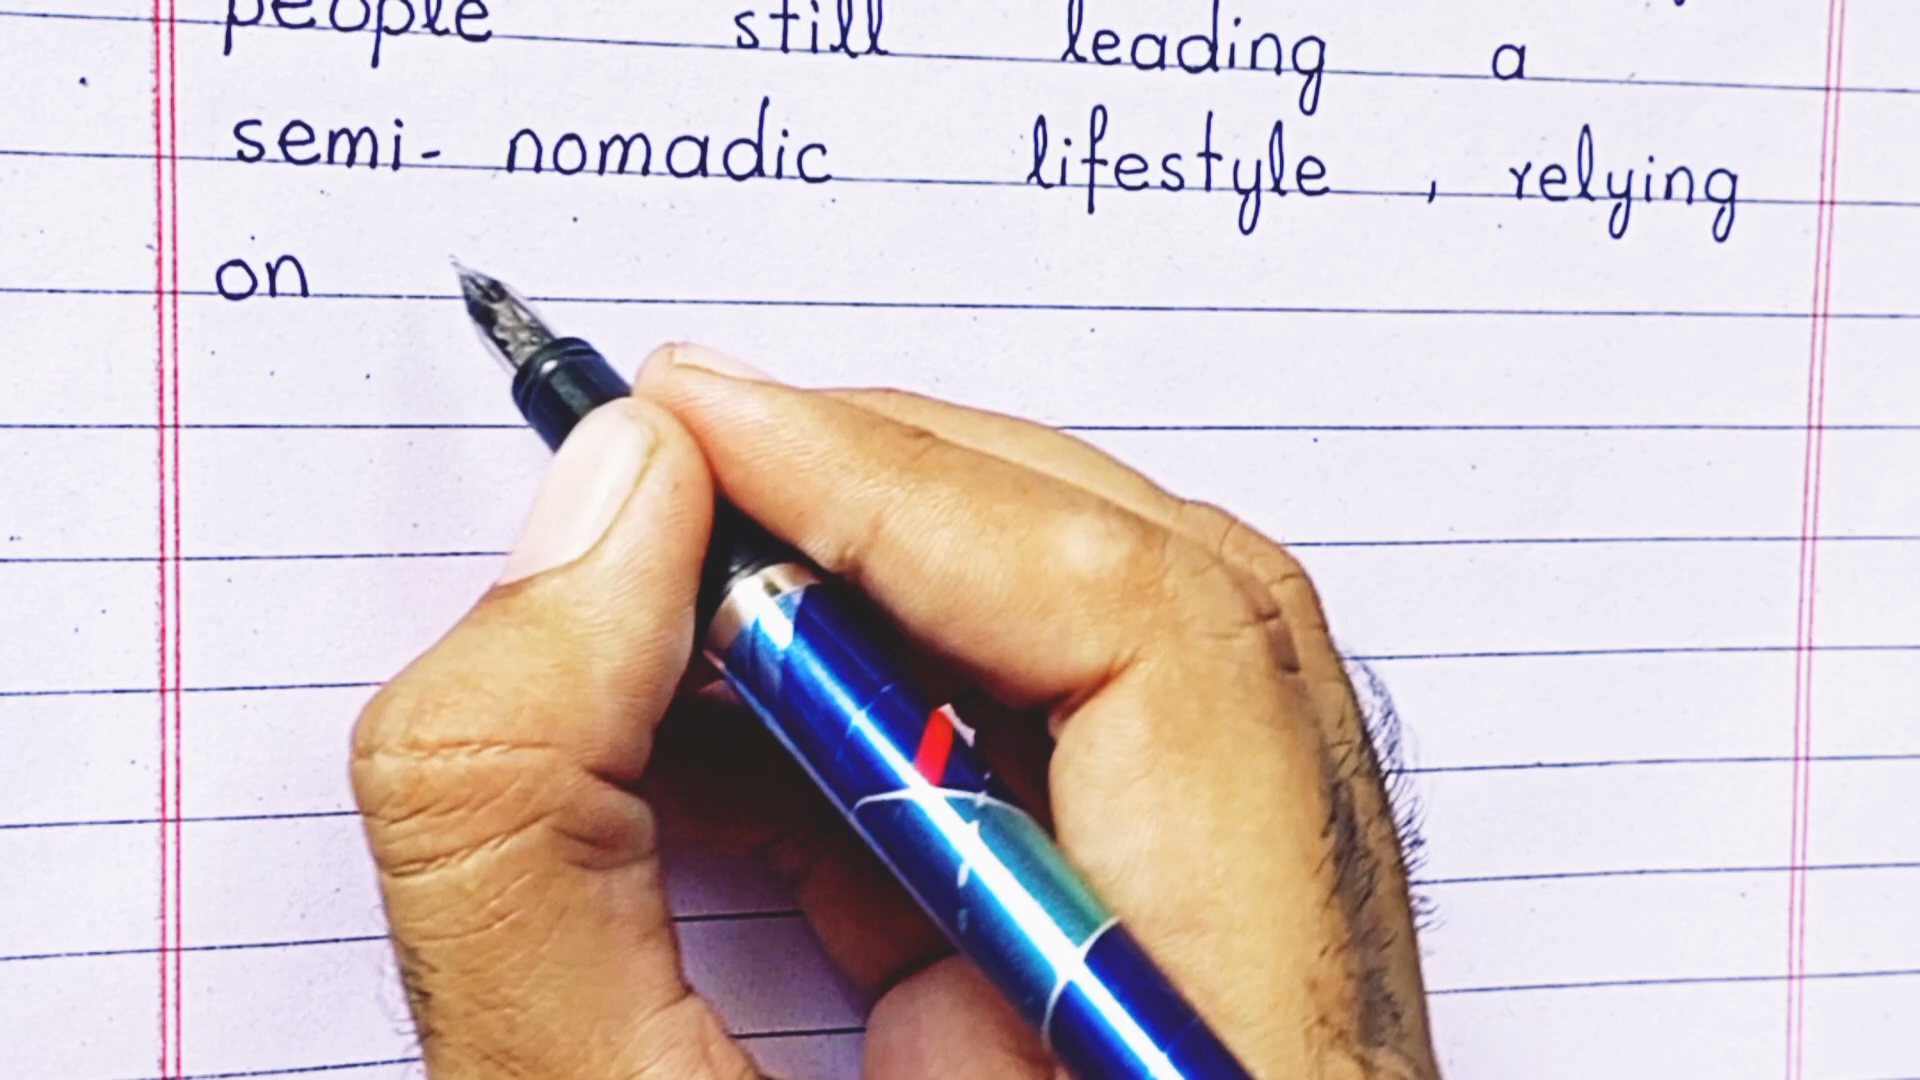 people still leading a
semi-nomadic lifestyle, relying
on